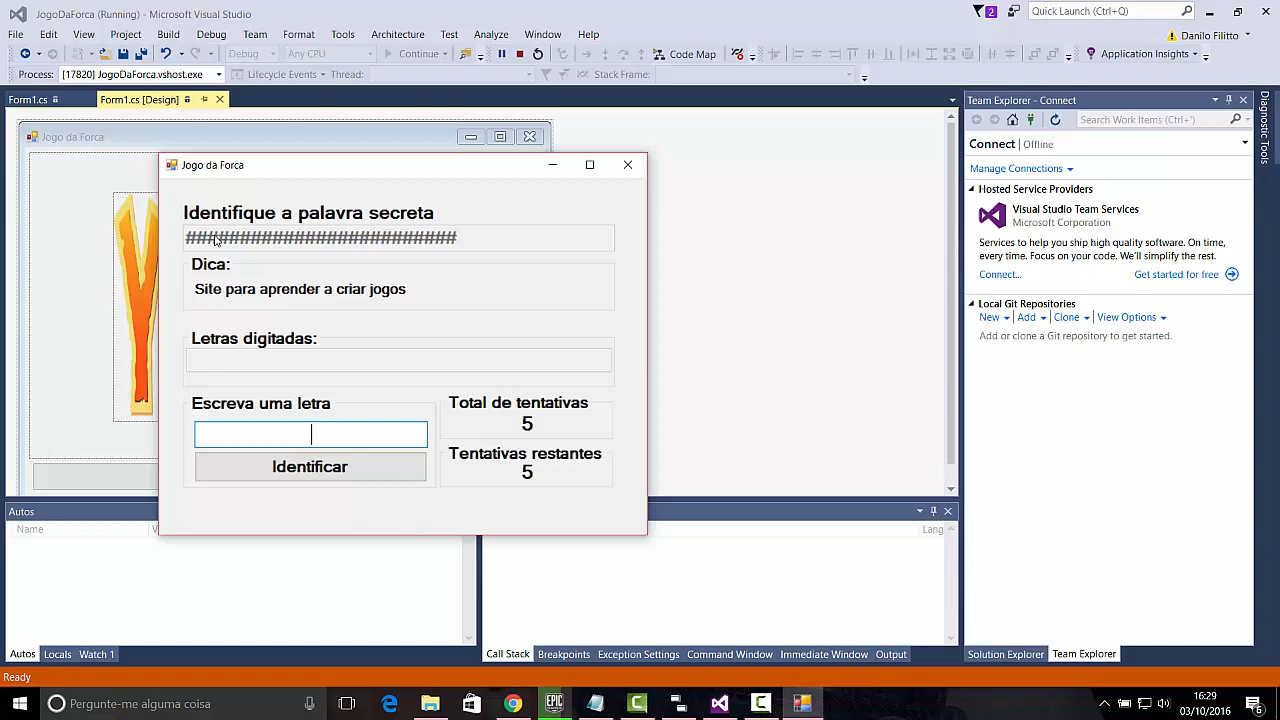 JogoDaForca (Running) - Microsoft Visual Studio
2
Quick Launch (Ctrl+Q)
File Edit View Project Build Debug Team Format Tools Architecture Test Analyze Window Help
Danilo Filitto
Debug Any CPU Continue Code Map Application Insights
Process: [17820] JogoDaForca.vshost.exe Lifecycle Events Thread: Stack Frame:
Form1.cs Form1.cs [Design]
Team Explorer - Connect
Diagnostic Tools
Search Work Items (Ctrl+')
Connect | Offline
Manage Connections
Hosted Service Providers
Visual Studio Team Services
Microsoft Corporation
Services to help you ship high quality software. On time,
every time. Focus on your code. We'll simplify the rest.
Connect... Get started for free
Local Git Repositories
New Add Clone View Options
Add or clone a Git repository to get started.
Jogo da Forca
Jogo da Forca
Identifique a palavra secreta
#########################
Dica:
Site para aprender a criar jogos
Letras digitadas:
Escreva uma letra
Identificar
Total de tentativas
5
Tentativas restantes
5
Autos
Name
Lang
Autos Locals Watch 1
Call Stack Breakpoints Exception Settings Command Window Immediate Window Output
Solution Explorer Team Explorer
Ready
Pergunte-me alguma coisa
EPIC
GAMES
16:29
03/10/2016
6